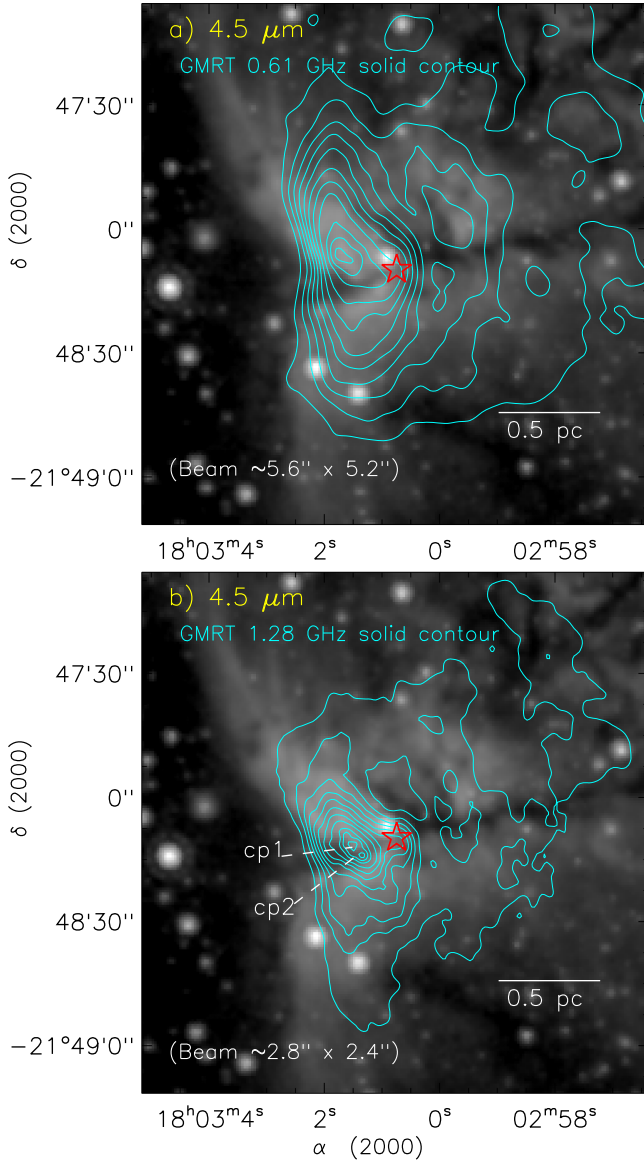 a) 4.5 μm
GMRT 0.61 GHz solid contour
47'30"
0"
δ (2000)
48'30"
0.5 pc
−21°49'0"
(Beam ~5.6" x 5.2")
18ʰ03ᵐ4ˢ 2ˢ 0ˢ 02ᵐ58ˢ
b) 4.5 μm
GMRT 1.28 GHz solid contour
47'30"
0"
δ (2000)
cp1
cp2
48'30"
0.5 pc
−21°49'0"
(Beam ~2.8" x 2.4")
18ʰ03ᵐ4ˢ 2ˢ 0ˢ 02ᵐ58ˢ
α (2000)